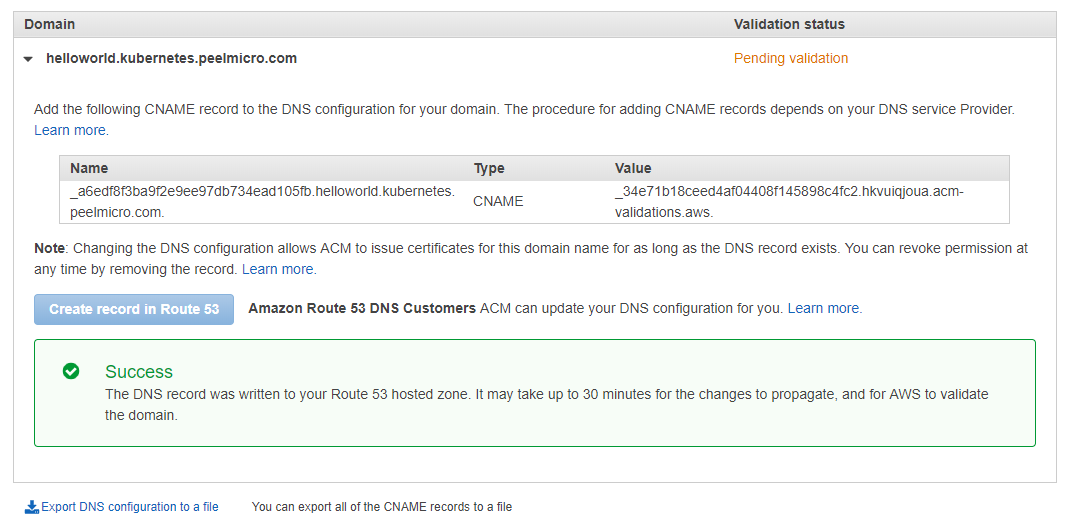 Domain Validation status
helloworld.kubernetes.peelmicro.com Pending validation
Add the following CNAME record to the DNS configuration for your domain. The procedure for adding CNAME records depends on your DNS service Provider.
Learn more.
Name Type Value
_a6edf8f3ba9f2e9ee97db734ead105fb.helloworld.kubernetes.
peelmicro.com.
CNAME
_34e71b18ceed4af04408f145898c4fc2.hkvuiqjoua.acm-
validations.aws.
Note: Changing the DNS configuration allows ACM to issue certificates for this domain name for as long as the DNS record exists. You can revoke permission at
any time by removing the record. Learn more.
Create record in Route 53 Amazon Route 53 DNS Customers ACM can update your DNS configuration for you. Learn more.
Success
The DNS record was written to your Route 53 hosted zone. It may take up to 30 minutes for the changes to propagate, and for AWS to validate
the domain.
Export DNS configuration to a file You can export all of the CNAME records to a file